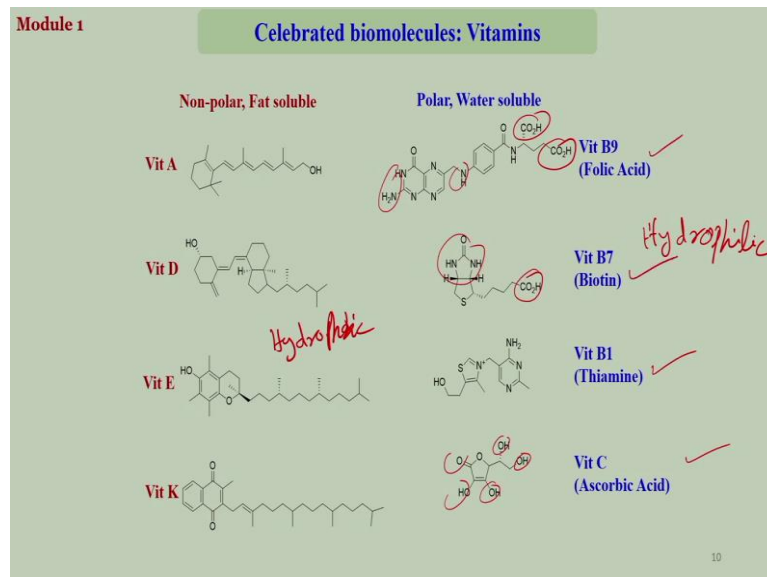 Module 1
Celebrated biomolecules: Vitamins
Non-polar, Fat soluble
Polar, Water soluble
Vit A
OH
O
CO₂H
O
N
H
CO₂H
HN
N
H
N
H₂N
N
N
Vit B9
(Folic Acid)
Vit D
HO
H
O
HN
NH
H
H
S
CO₂H
Vit B7
(Biotin)
Hydrophilic
Hydrophobic
Vit E
HO
O
NH₂
S
N⁺
N
N
HO
Vit B1
(Thiamine)
Vit K
O
O
OH
O
O
OH
HO
OH
Vit C
(Ascorbic Acid)
10